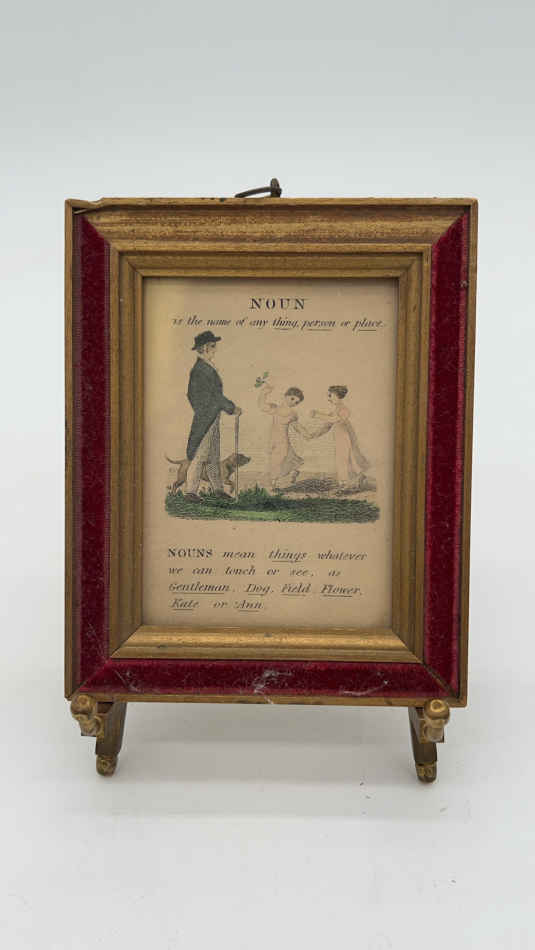 NOUN
is the name of any thing, person or place.
NOUNS mean things whatever
we can touch or see, as
Gentleman, Dog, Field, Flower,
Kate or Ann.